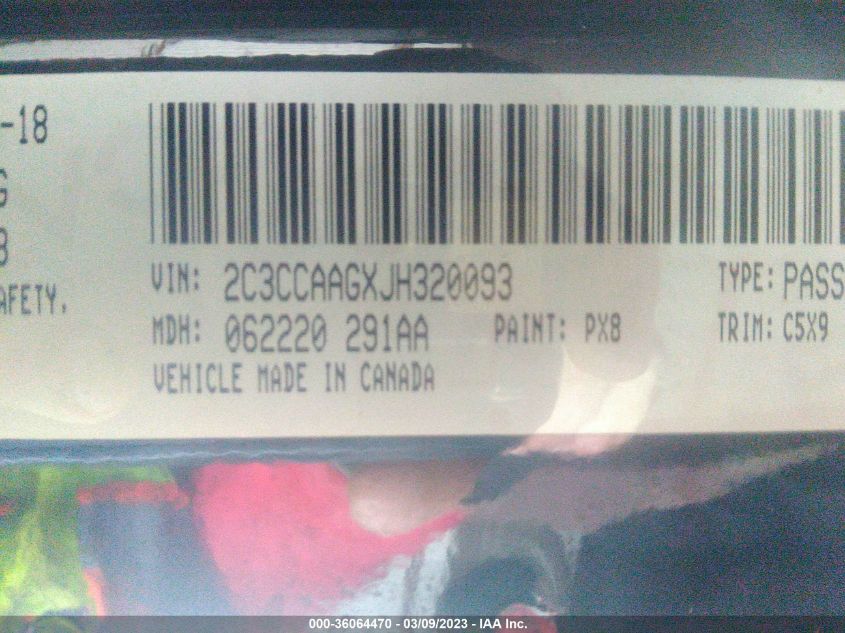 -18
G
8
AFETY.
VIN: 2C3CCAAGXJH320093
TYPE: PASS
MDH: 062220 291AA
PAINT: PX8
TRIM: C5X9
VEHICLE MADE IN CANADA
000-36064470 - 03/09/2023 - IAA Inc.